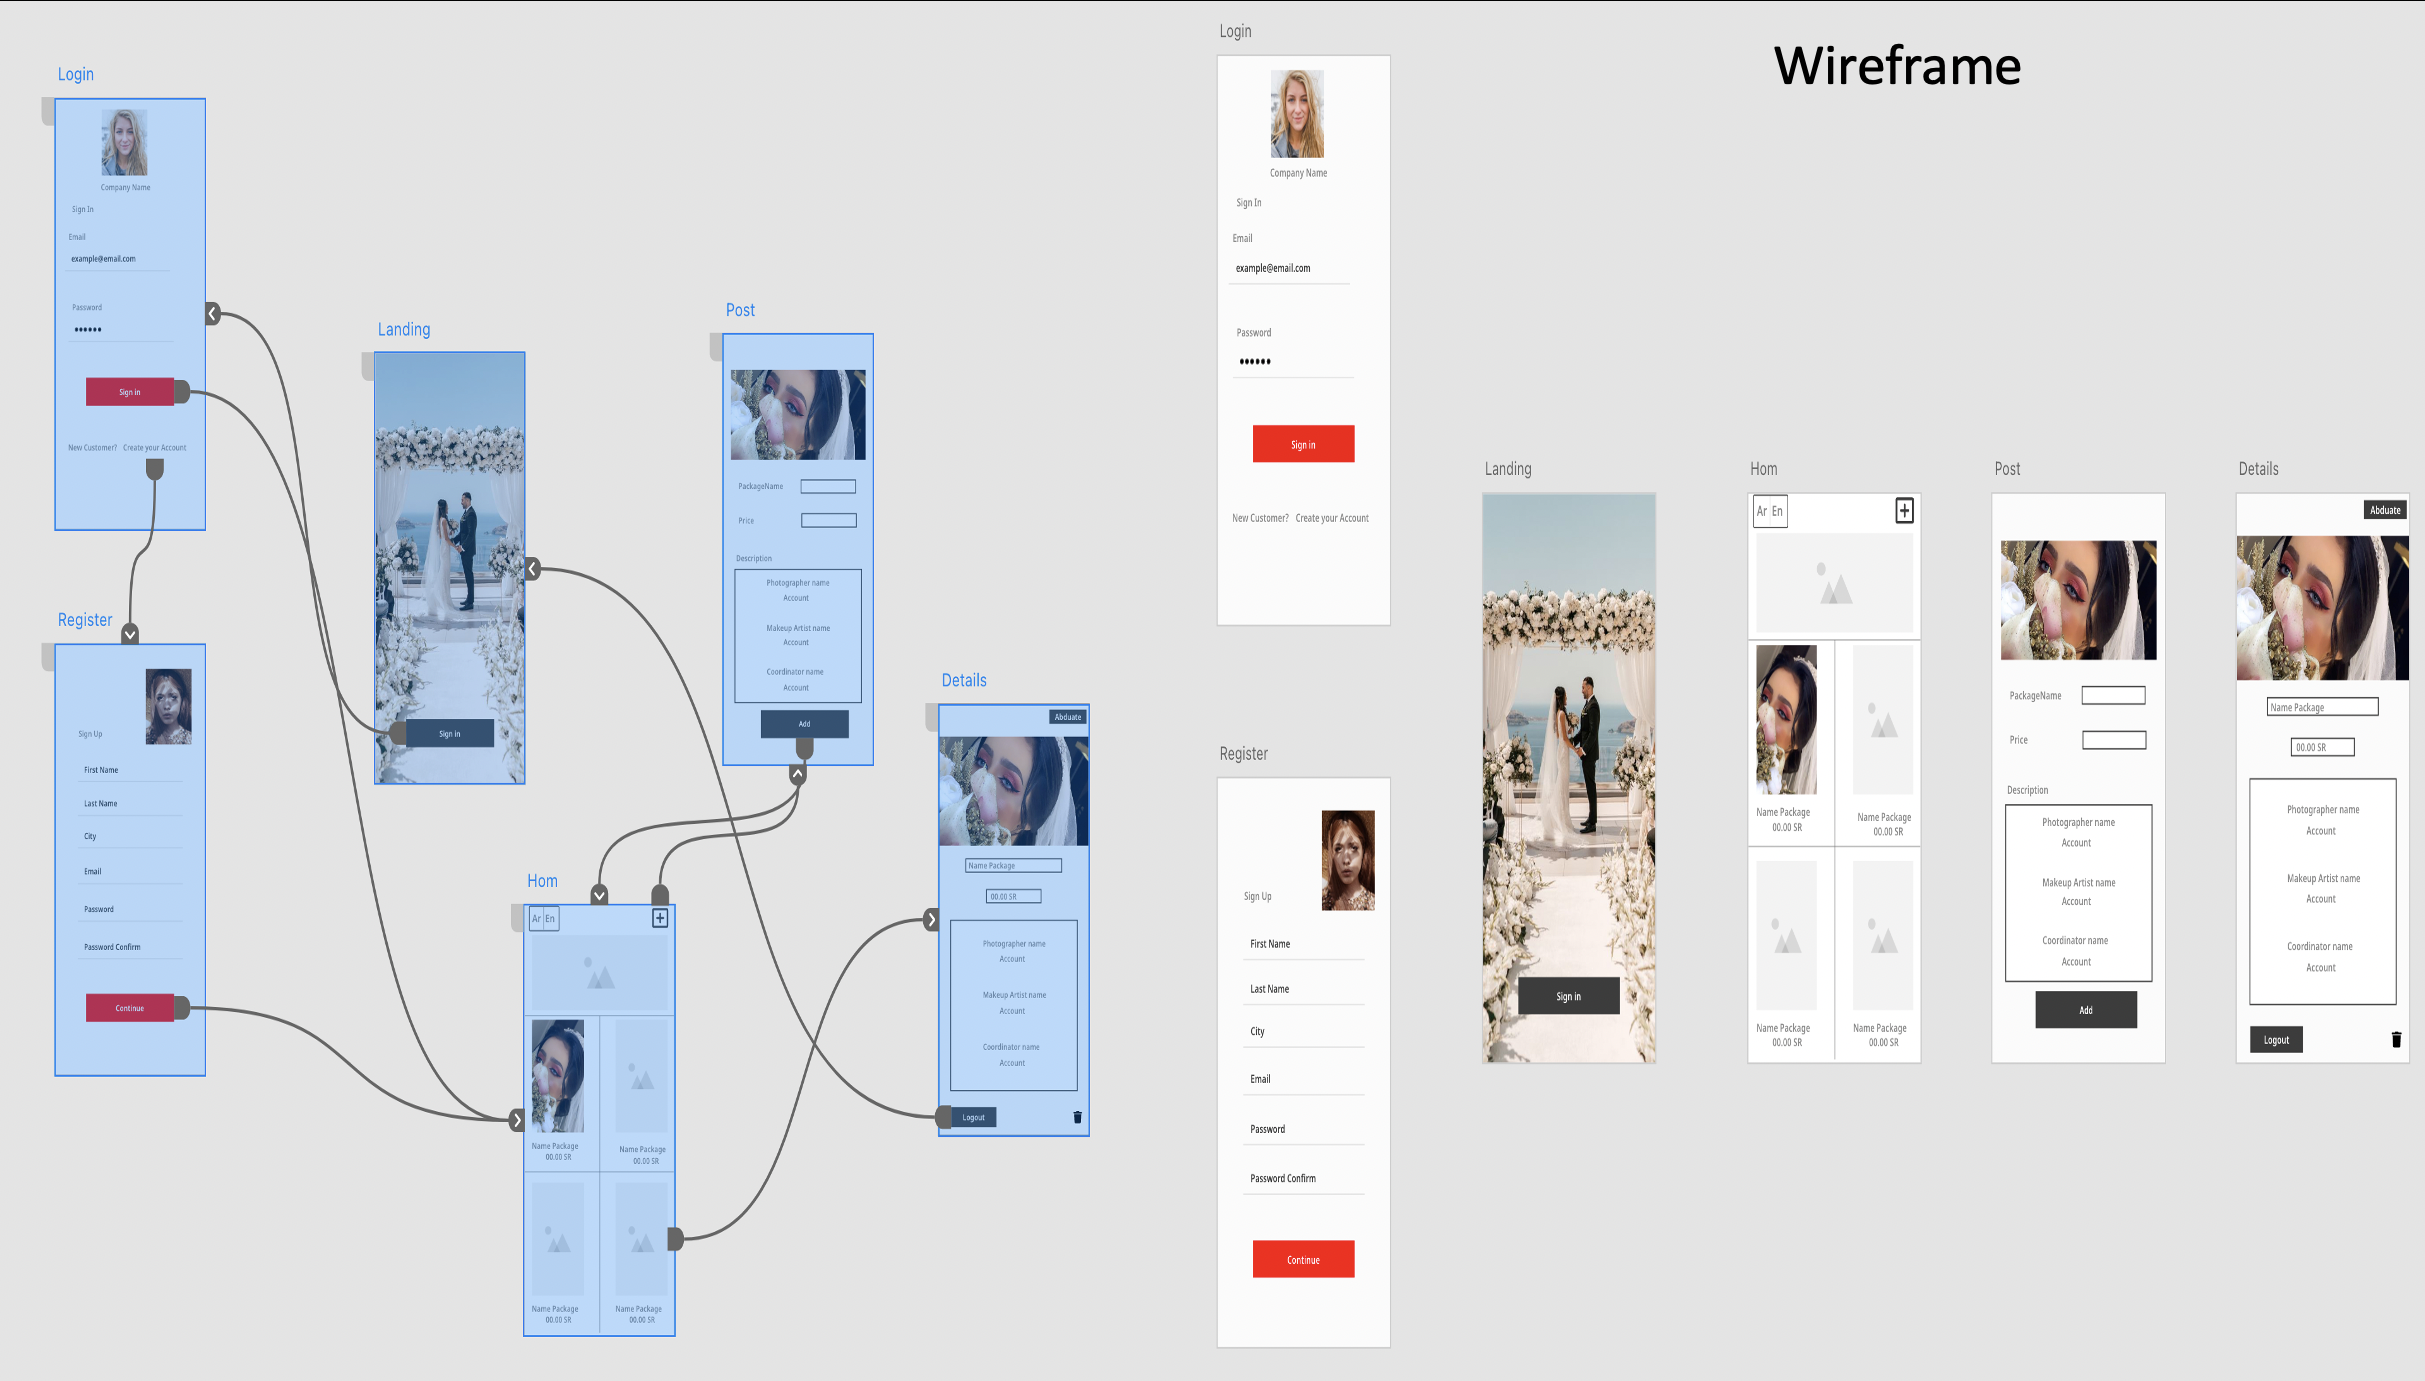 Wireframe
Login
Company Name
Sign In
Email
example@email.com
Password
Sign in
New Customer? Create your Account
Register
Sign Up
First Name
Last Name
City
Email
Password
Password Confirm
Continue
Landing
Sign in
Post
PackageName
Price
Description
Photographer name
Account
Makeup Artist name
Account
Coordinator name
Account
Add
Hom
Ar En
Name Package
00.00 SR
Name Package
00.00 SR
Name Package
00.00 SR
Name Package
00.00 SR
Details
Abduate
Name Package
00.00 SR
Photographer name
Account
Makeup Artist name
Account
Coordinator name
Account
Logout
Login
Company Name
Sign In
Email
example@email.com
Password
Sign in
New Customer? Create your Account
Register
Sign Up
First Name
Last Name
City
Email
Password
Password Confirm
Continue
Landing
Sign in
Hom
Ar En
Name Package
00.00 SR
Name Package
00.00 SR
Name Package
00.00 SR
Name Package
00.00 SR
Post
PackageName
Price
Description
Photographer name
Account
Makeup Artist name
Account
Coordinator name
Account
Add
Details
Abduate
Name Package
00.00 SR
Photographer name
Account
Makeup Artist name
Account
Coordinator name
Account
Logout